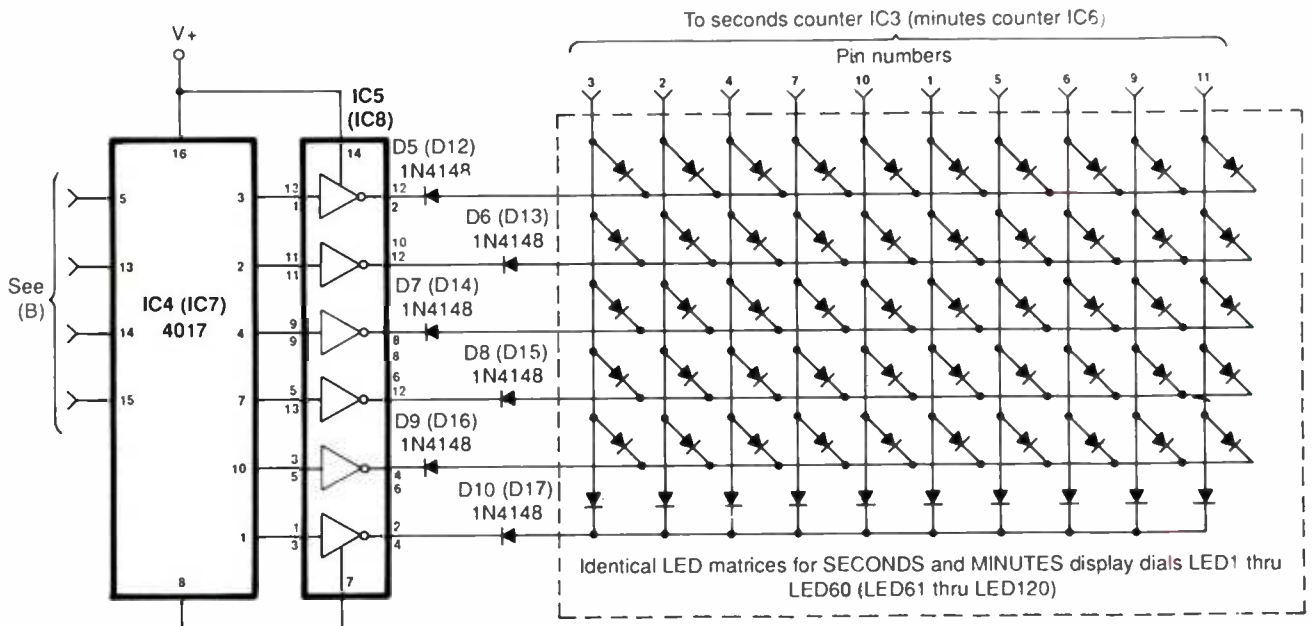 To seconds counter IC3 (minutes counter IC6)
Pin numbers
3 2 4 7 10 1 5 6 9 11
V+
IC5
(IC8)
16
14
D5 (D12)
1N4148
5
3
13
1
12
2
D6 (D13)
1N4148
13
2
11
11
10
12
D7 (D14)
1N4148
See
(B)
IC4 (IC7)
4017
14
4
9
9
8
8
D8 (D15)
1N4148
15
7
5
13
6
12
D9 (D16)
1N4148
10
3
5
4
6
D10 (D17)
1N4148
1
1
3
2
4
8
7
Identical LED matrices for SECONDS and MINUTES display dials LED1 thru
LED60 (LED61 thru LED120)